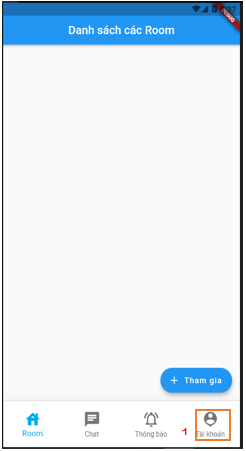 Danh sách các Room
+ Tham gia
Room
Chat
Thông báo
1
Tài khoản